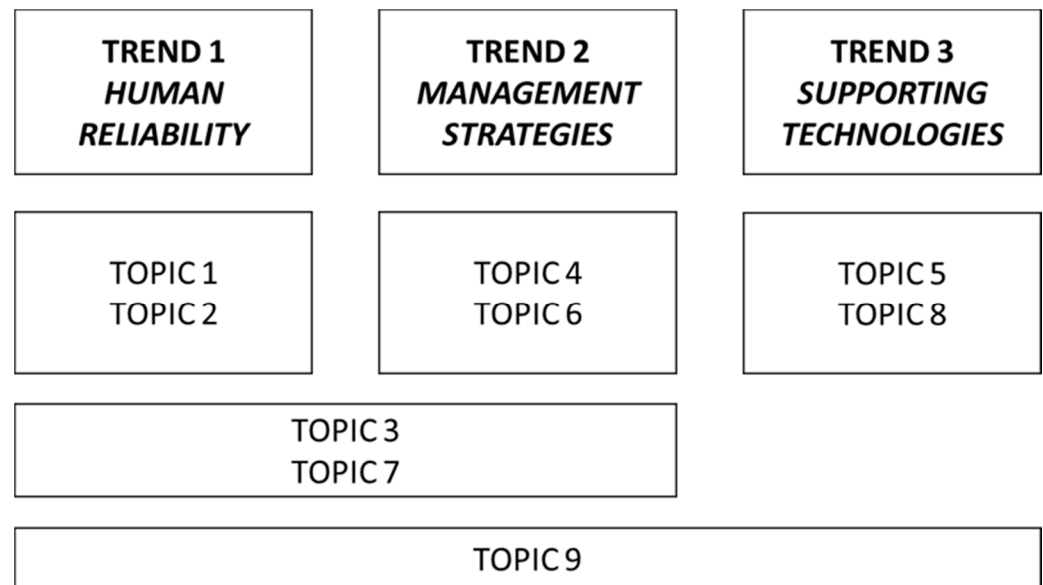 TREND 1
HUMAN
RELIABILITY
TREND 2
MANAGEMENT
STRATEGIES
TREND 3
SUPPORTING
TECHNOLOGIES
TOPIC 1
TOPIC 2
TOPIC 4
TOPIC 6
TOPIC 5
TOPIC 8
TOPIC 3
TOPIC 7
TOPIC 9